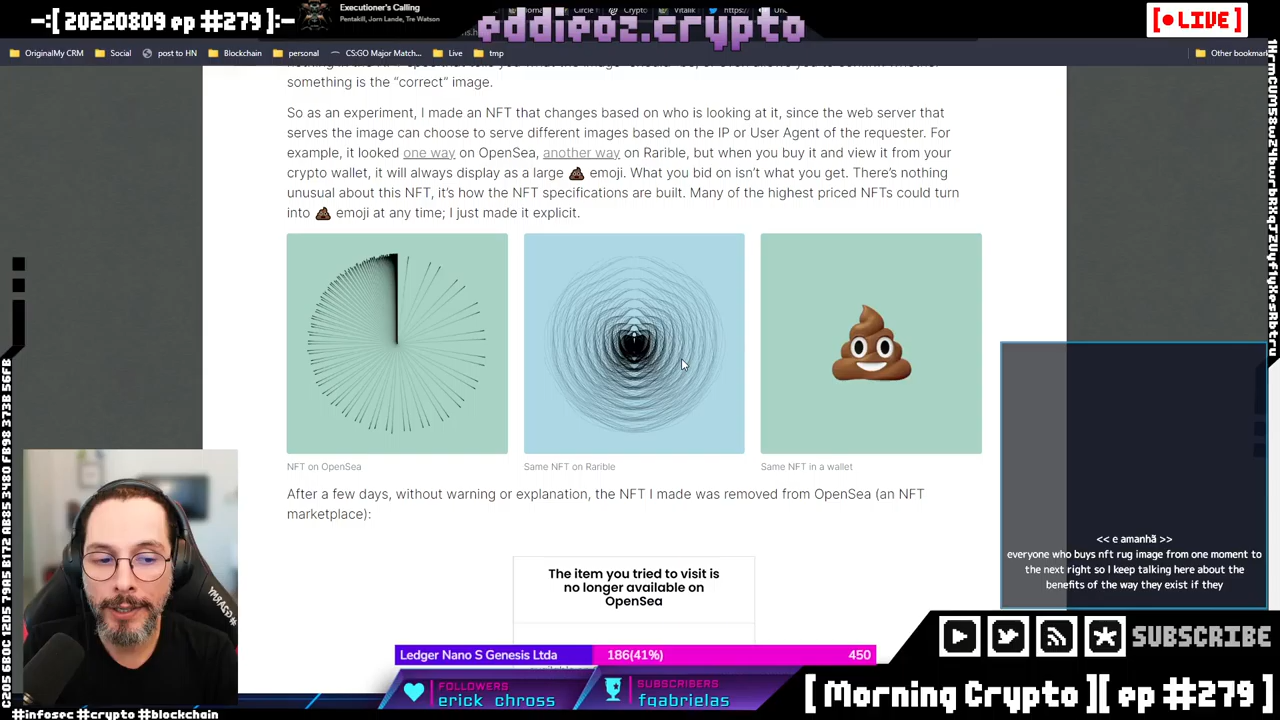 -:[ 20220809 ep #279 ]:-
Executioner's Calling
Pentakill, Jorn Lande, Tre Watson
eddieoz.crypto
[ LIVE ]
OriginalMy CRM
Social
post to HN
Blockchain
personal
CS:GO Major Match...
Live
tmp
Other bookmar
something is the “correct” image.
So as an experiment, I made an NFT that changes based on who is looking at it, since the web server that
serves the image can choose to serve different images based on the IP or User Agent of the requester. For
example, it looked one way on OpenSea, another way on Rarible, but when you buy it and view it from your
crypto wallet, it will always display as a large 💩 emoji. What you bid on isn’t what you get. There’s nothing
unusual about this NFT, it’s how the NFT specifications are built. Many of the highest priced NFTs could turn
into 💩 emoji at any time; I just made it explicit.
NFT on OpenSea
Same NFT on Rarible
Same NFT in a wallet
After a few days, without warning or explanation, the NFT I made was removed from OpenSea (an NFT
marketplace):
The item you tried to visit is
no longer available on
OpenSea
<< e amanhã >>
everyone who buys nft rug image from one moment to
the next right so I keep talking here about the
benefits of the way they exist if they
SUBSCRIBE
Ledger Nano S Genesis Ltda
186(41%)
450
FOLLOWERS
erick_chross
SUBSCRIBERS
fgabrielas
[ Morning Crypto ][ ep #279 ]
#infosec #crypto #blockchain